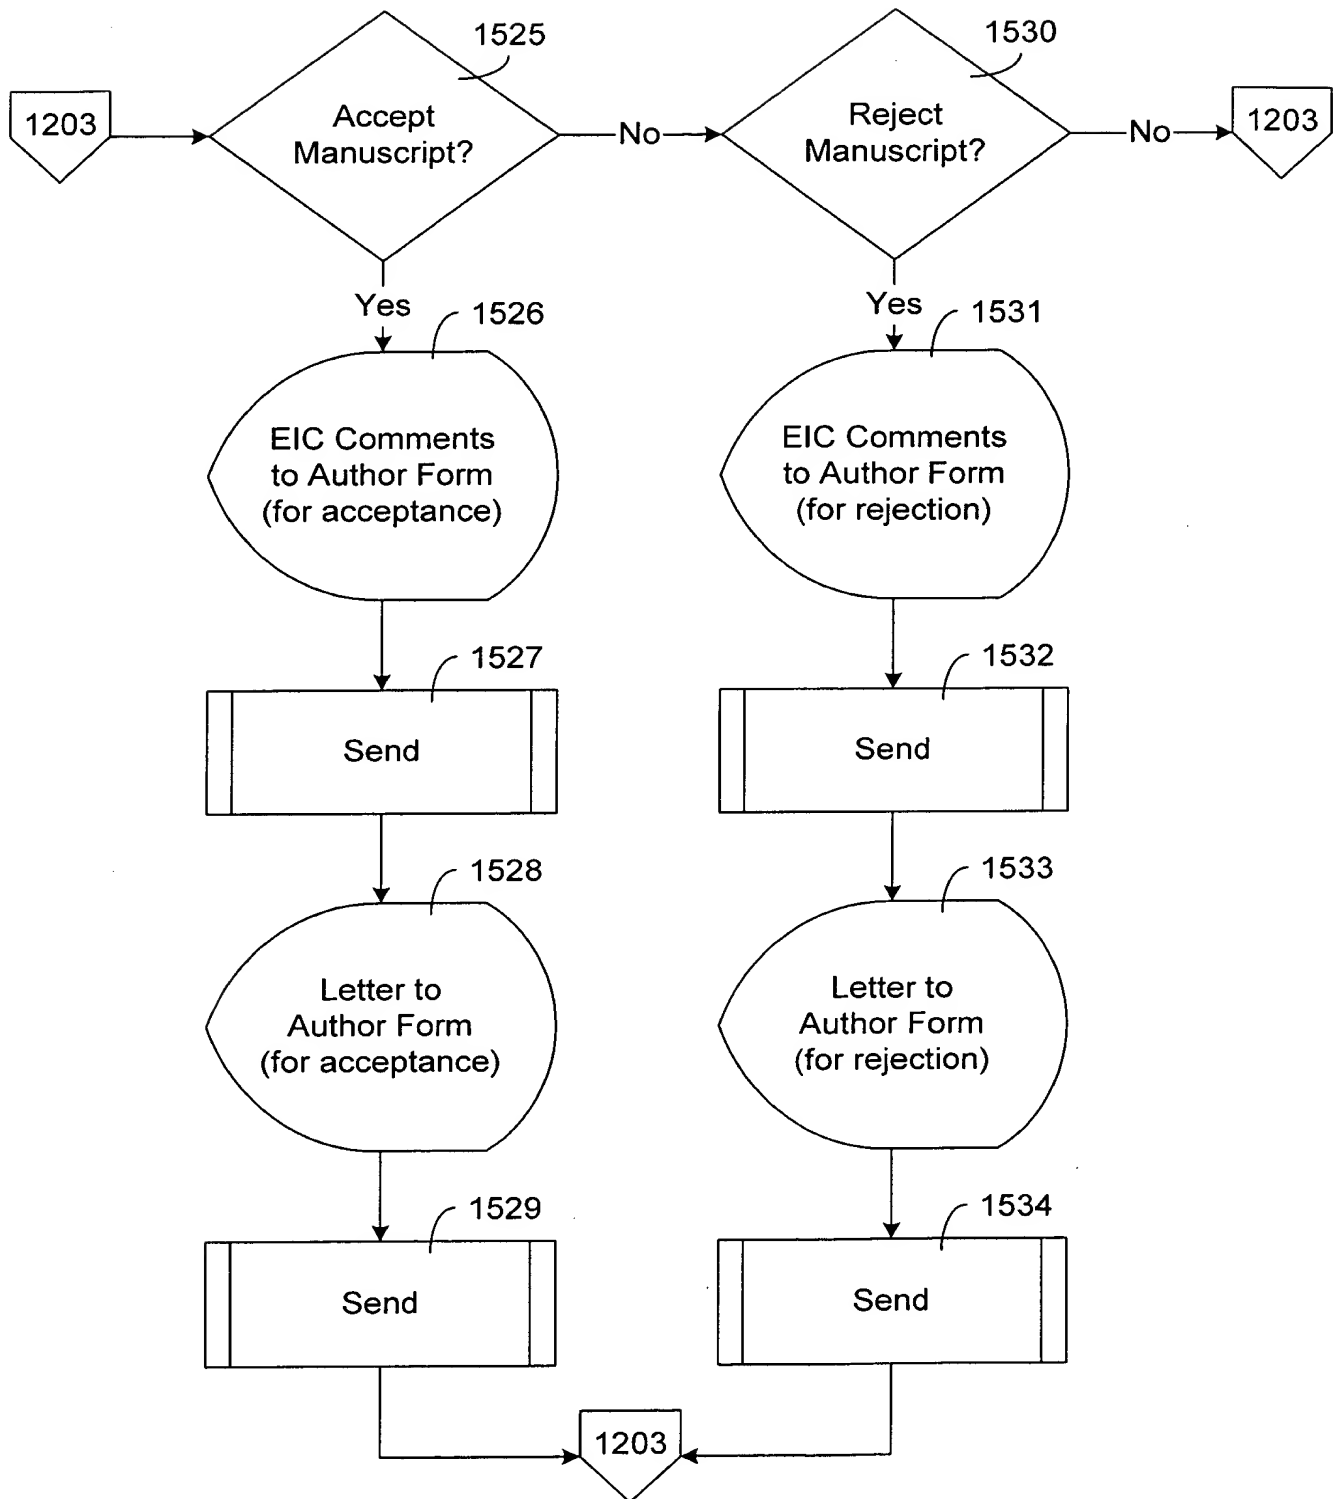 1525
1530
1203
Accept
Manuscript?
No
Reject
Manuscript?
No
1203
Yes
1526
Yes
1531
EIC Comments
to Author Form
(for acceptance)
EIC Comments
to Author Form
(for rejection)
1527
1532
Send
Send
1528
1533
Letter to
Author Form
(for acceptance)
Letter to
Author Form
(for rejection)
1529
1534
Send
Send
1203